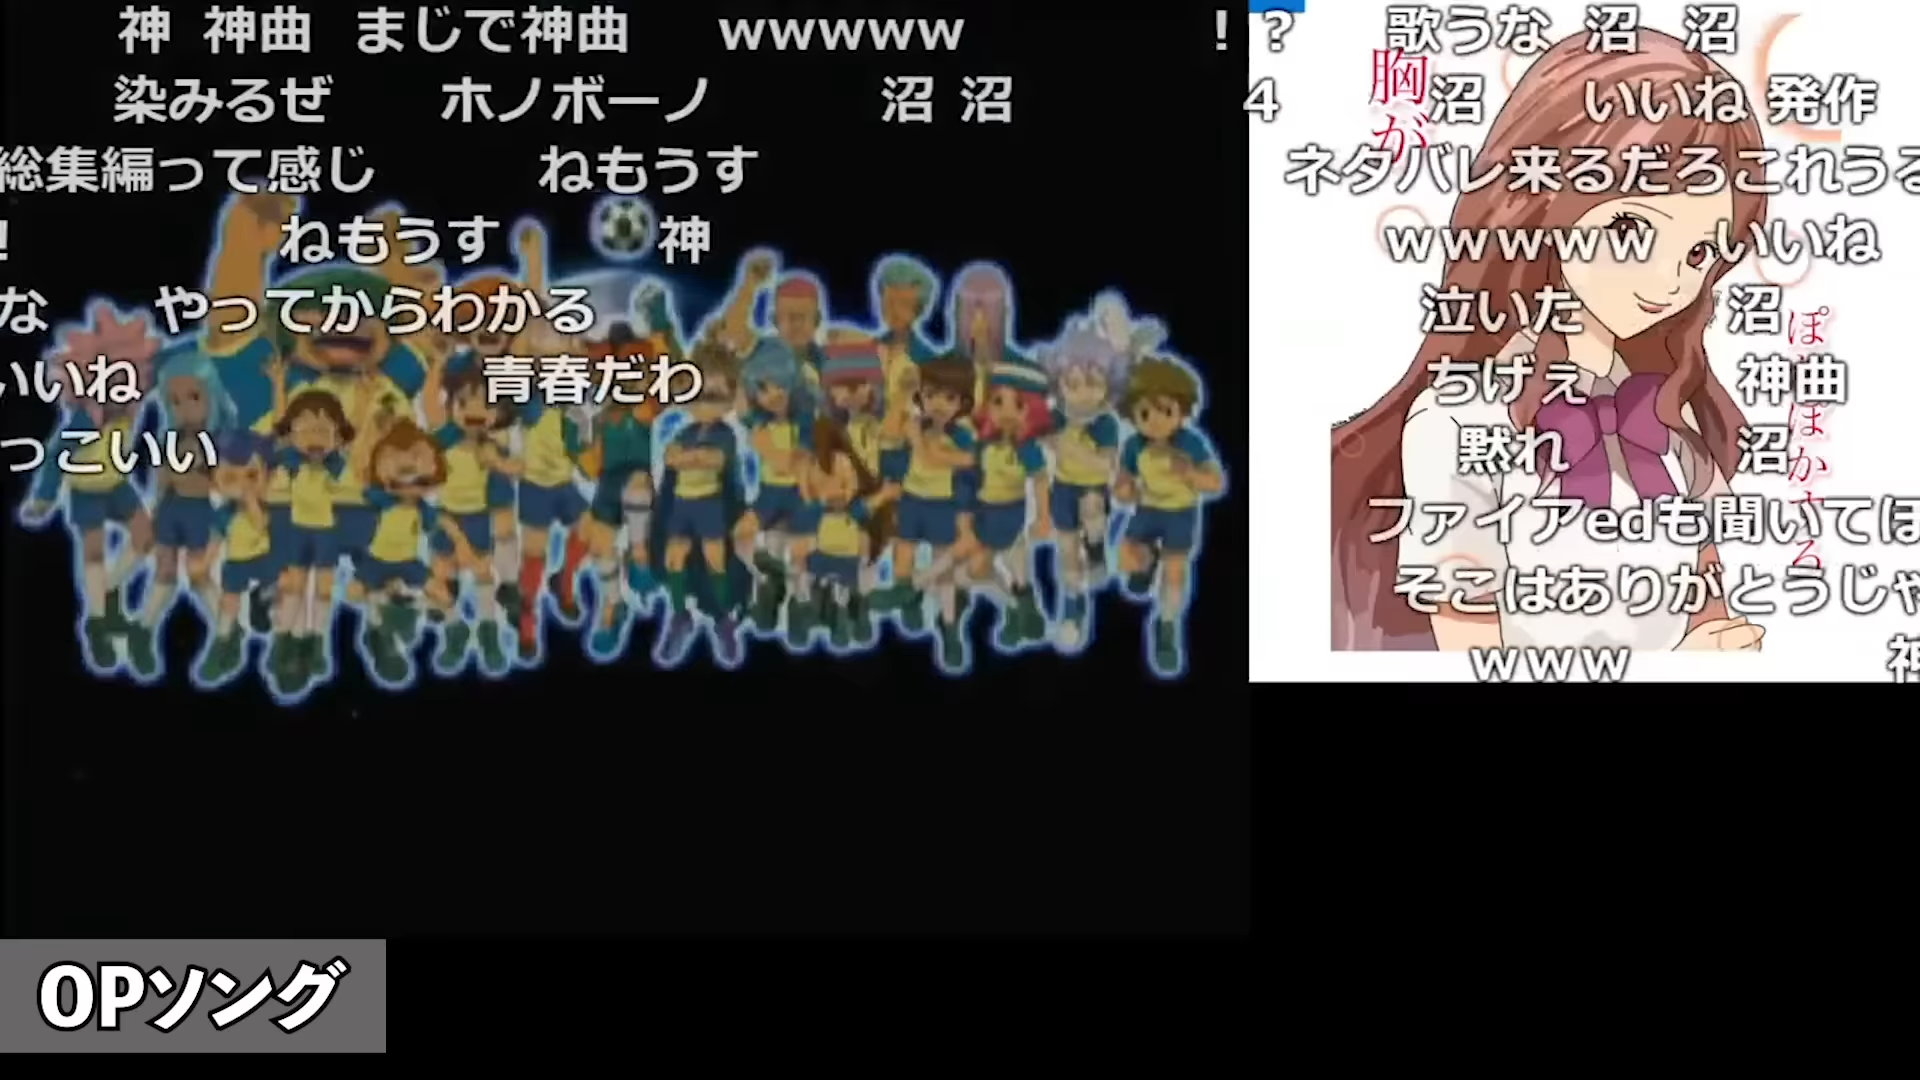 神 神曲 まじで神曲 wwwww ！？ 歌うな 沼 沼
染みるぜ ホノボーノ 沼 沼 4 沼 いいね 発作
総集編って感じ ねもうす ネタバレ来るだろこれうる
! ねもうす 神 wwwww いいね
な やってからわかる 泣いた 沼
いいね 青春だわ ちげぇ 神曲
っこいい 黙れ 沼
ファイアedも聞いてほ
そこはありがとうじゃ
www 神
胸が
OPソング